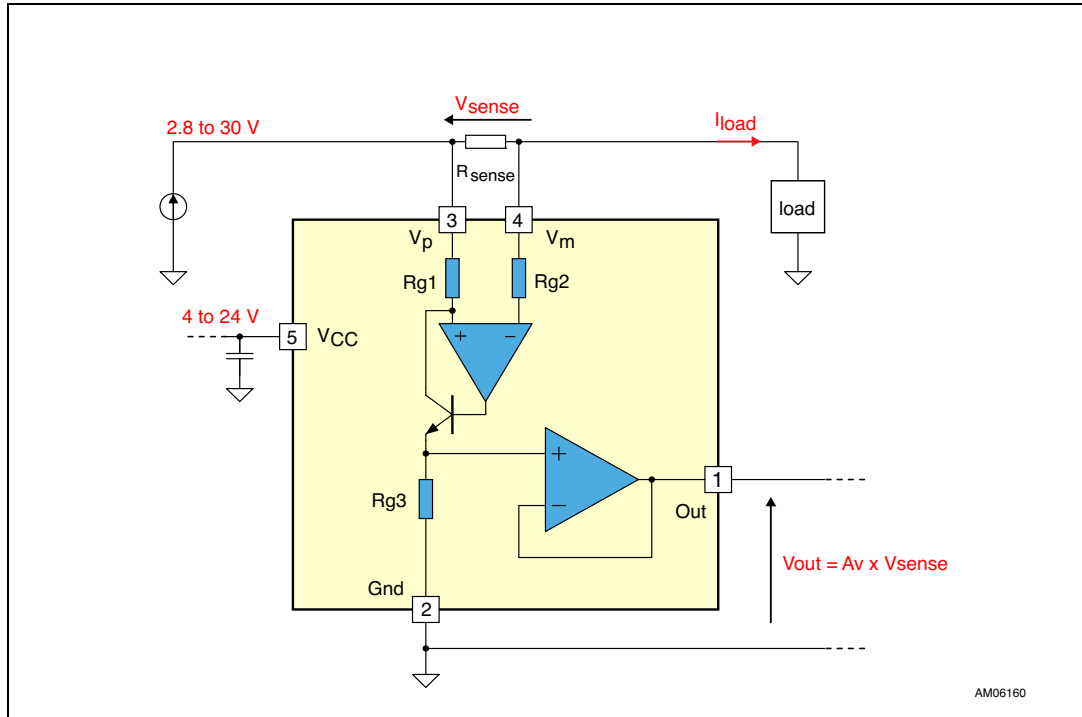 Vsense
Iload
2.8 to 30 V
Rsense
load
3
4
Vp
Vm
Rg1
Rg2
4 to 24 V
5
VCC
+
−
+
−
1
Rg3
Out
Vout = Av x Vsense
Gnd
2
AM06160